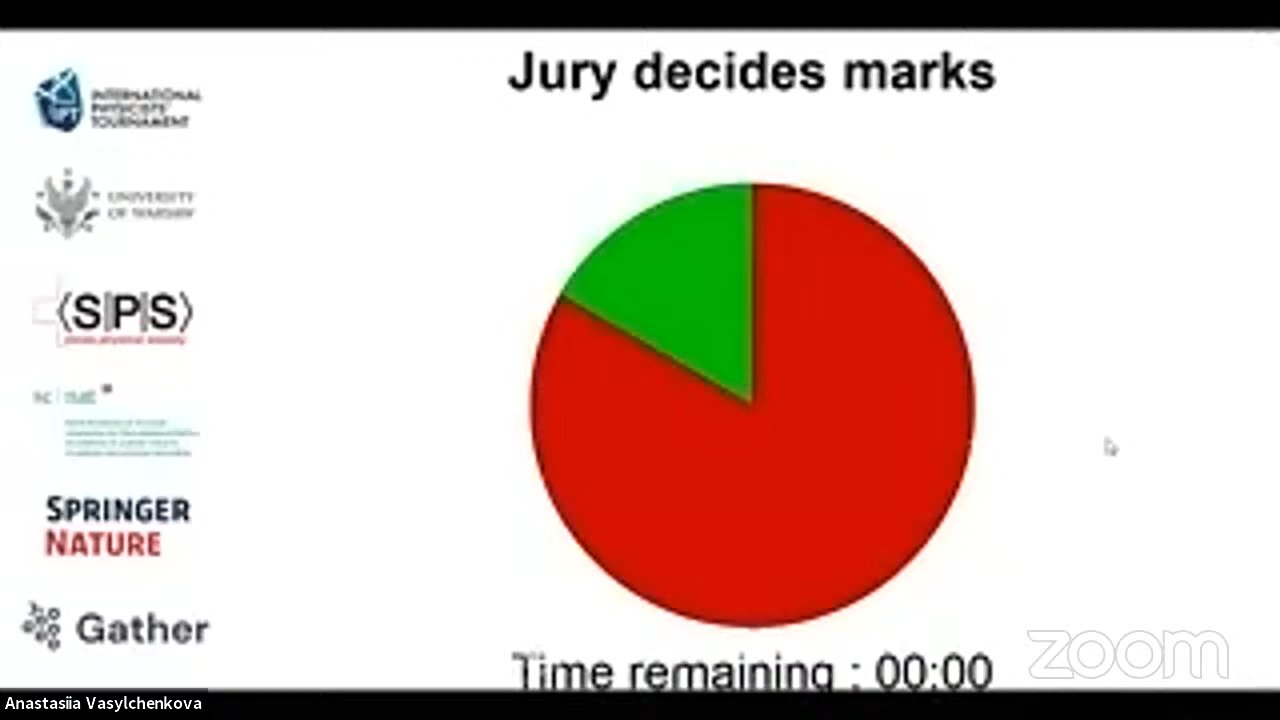 Jury decides marks
INTERNATIONAL
PHYSICISTS'
TOURNAMENT
IPT
UNIVERSITY
OF WARSAW
⟨S|P|S⟩
SPRINGER
NATURE
Gather
Time remaining : 00:00
zoom
Anastasiia Vasylchenkova